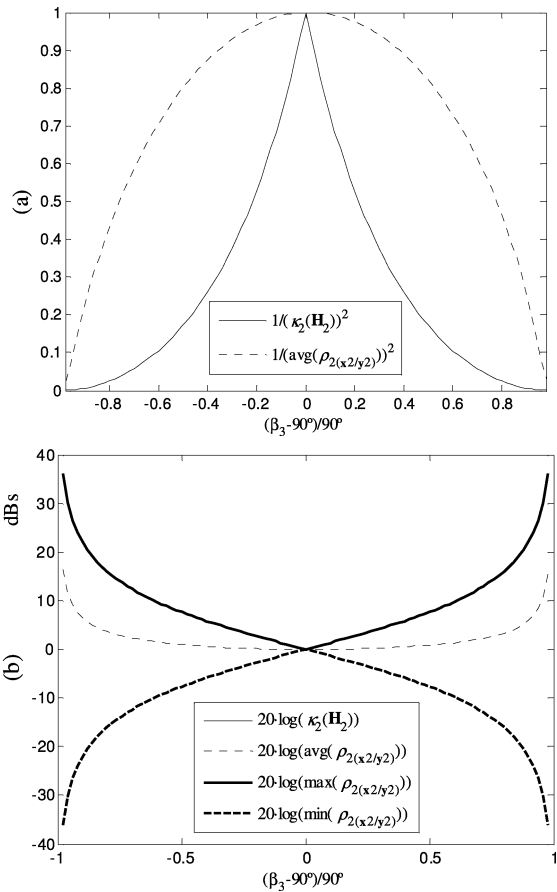 1
0.9
0.8
0.7
0.6
0.5
0.4
0.3
0.2
0.1
0
(a)
1/(κ₂(H₂))²
1/(avg(ρ₂₍ₓ₂/y₂₎))²
-0.8 -0.6 -0.4 -0.2 0 0.2 0.4 0.6 0.8
(β₃-90º)/90º
40
dBs
30
20
10
0
(b)
-10
-20
-30
-40
20·log(κ₂(H₂))
20·log(avg(ρ₂(x2/y2)))
20·log(max(ρ₂(x2/y2)))
20·log(min(ρ₂(x2/y2)))
-1 -0.5 0 0.5 1
(β₃-90º)/90º